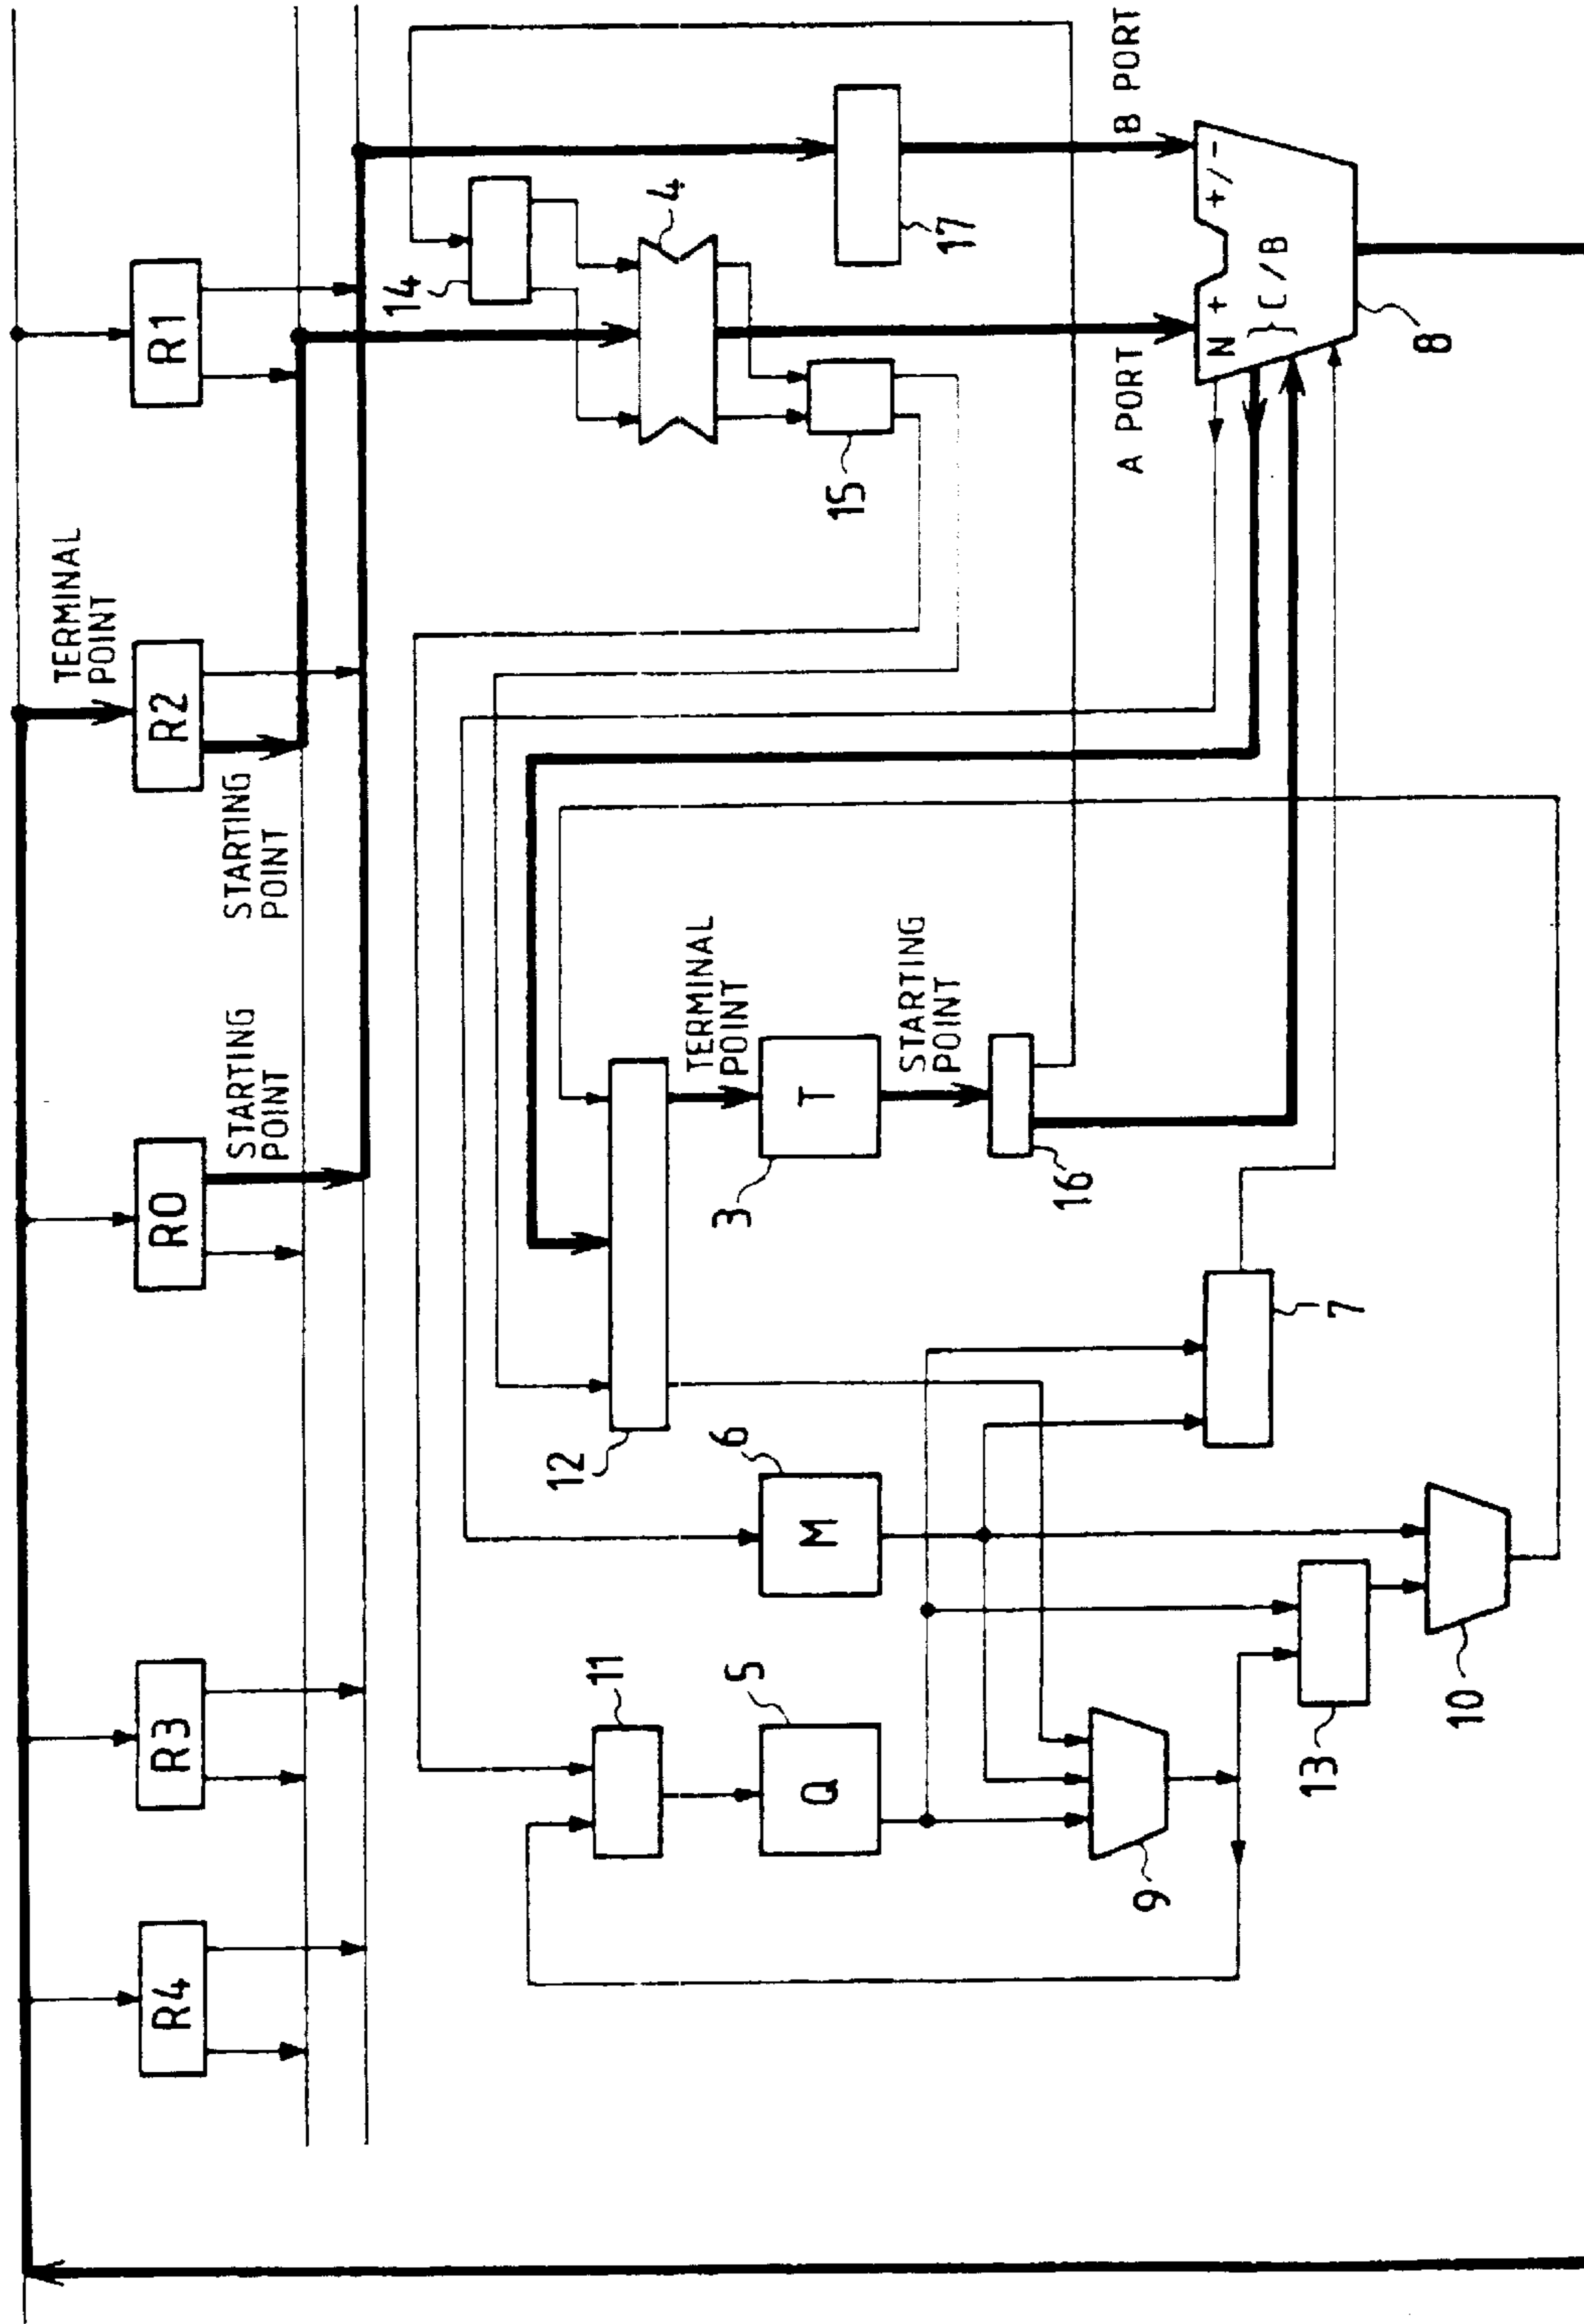 R4
R3
R0
R2
R1
TERMINAL
POINT
STARTING
POINT
STARTING
POINT
14
4
11
12
15
17
TERMINAL
POINT
Q
5
M
6
T
3
STARTING
POINT
16
A PORT
B PORT
9
7
N + +/-
} C/B
8
13
10